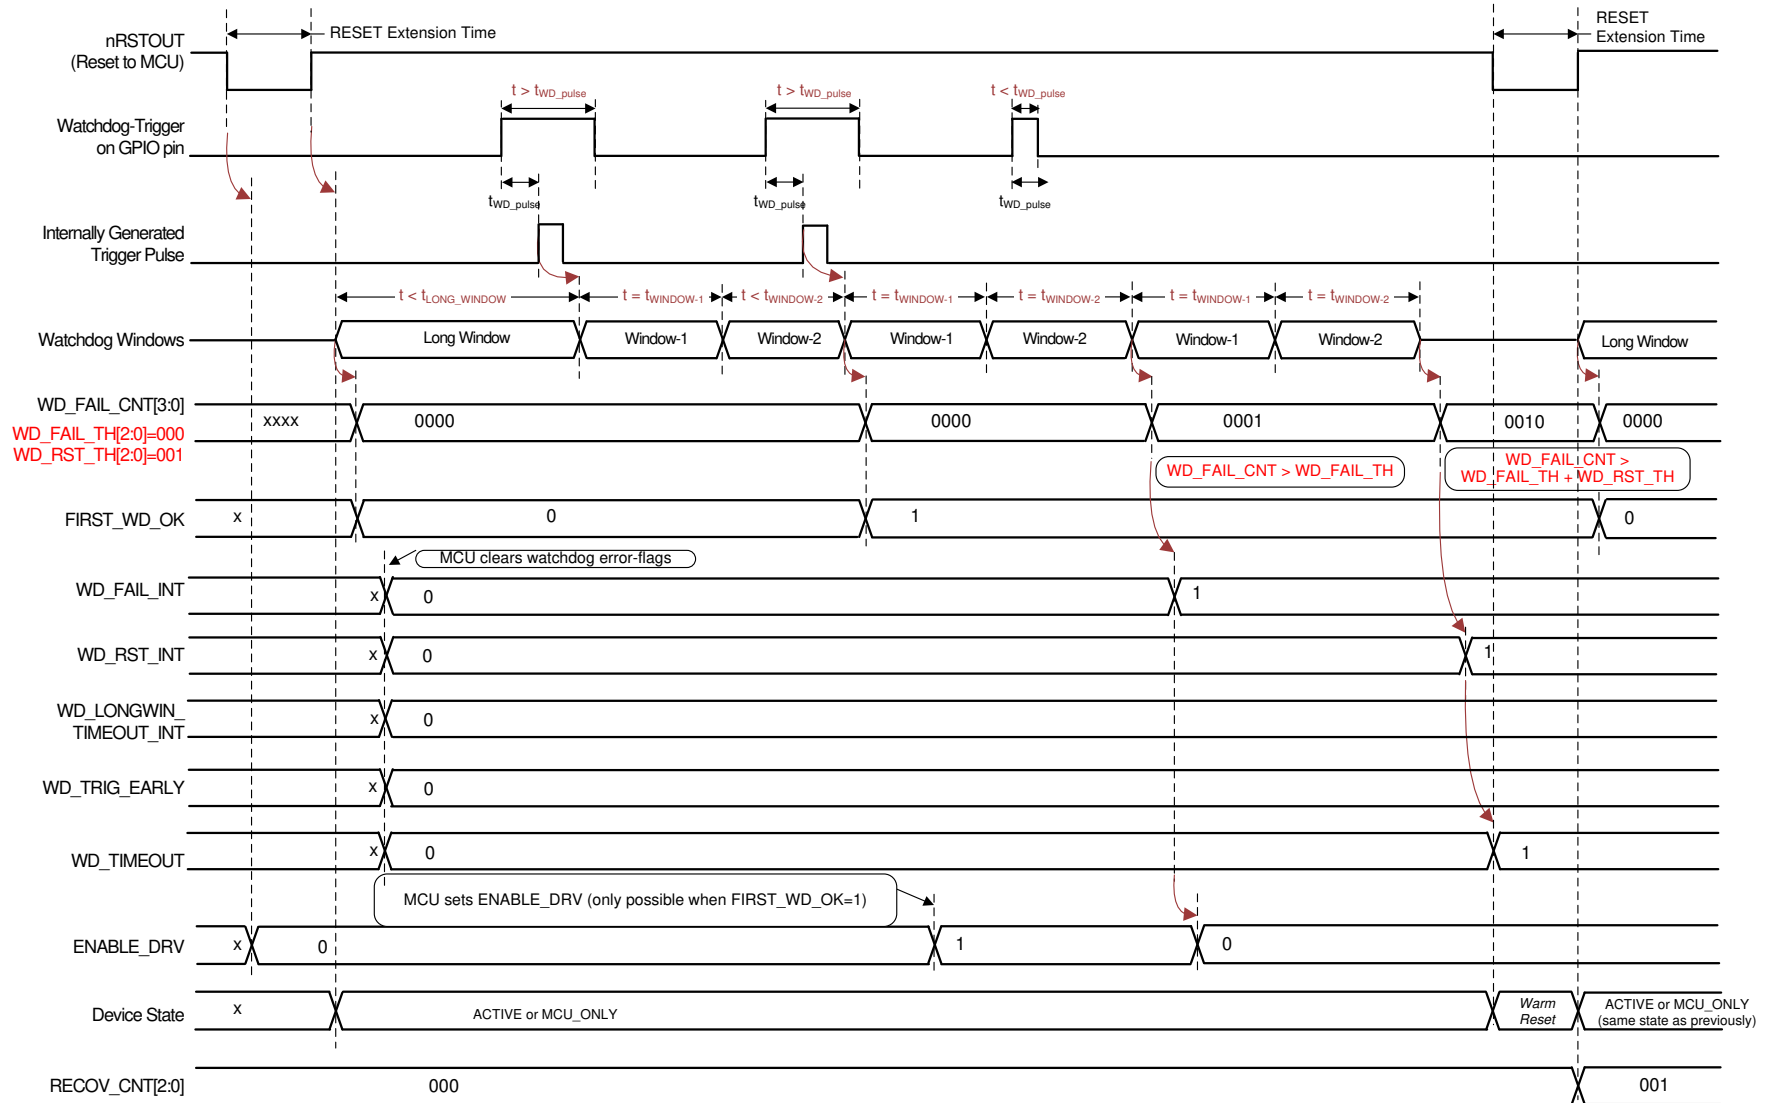 RESET Extension Time
RESET
Extension Time
nRSTOUT
(Reset to MCU)
t > tWD_pulse
t > tWD_pulse
t < tWD_pulse
Watchdog-Trigger
on GPIO pin
tWD_pulse
tWD_pulse
tWD_pulse
Internally Generated
Trigger Pulse
t < tLONG_WINDOW
t = tWINDOW-1
t < tWINDOW-2
t = tWINDOW-1
t = tWINDOW-2
t = tWINDOW-1
t = tWINDOW-2
Watchdog Windows
Long Window
Window-1
Window-2
Window-1
Window-2
Window-1
Window-2
Long Window
WD_FAIL_CNT[3:0]
WD_FAIL_TH[2:0]=000
WD_RST_TH[2:0]=001
xxxx
0000
0000
0001
0010
0000
WD_FAIL_CNT > WD_FAIL_TH
WD_FAIL_CNT >
WD_FAIL_TH + WD_RST_TH
FIRST_WD_OK
x
0
1
0
MCU clears watchdog error-flags
WD_FAIL_INT
x
0
1
WD_RST_INT
x
0
1
WD_LONGWIN_
TIMEOUT_INT
x
0
WD_TRIG_EARLY
x
0
WD_TIMEOUT
x
0
1
MCU sets ENABLE_DRV (only possible when FIRST_WD_OK=1)
ENABLE_DRV
x
0
1
0
Device State
x
ACTIVE or MCU_ONLY
Warm
Reset
ACTIVE or MCU_ONLY
(same state as previously)
RECOV_CNT[2:0]
000
001